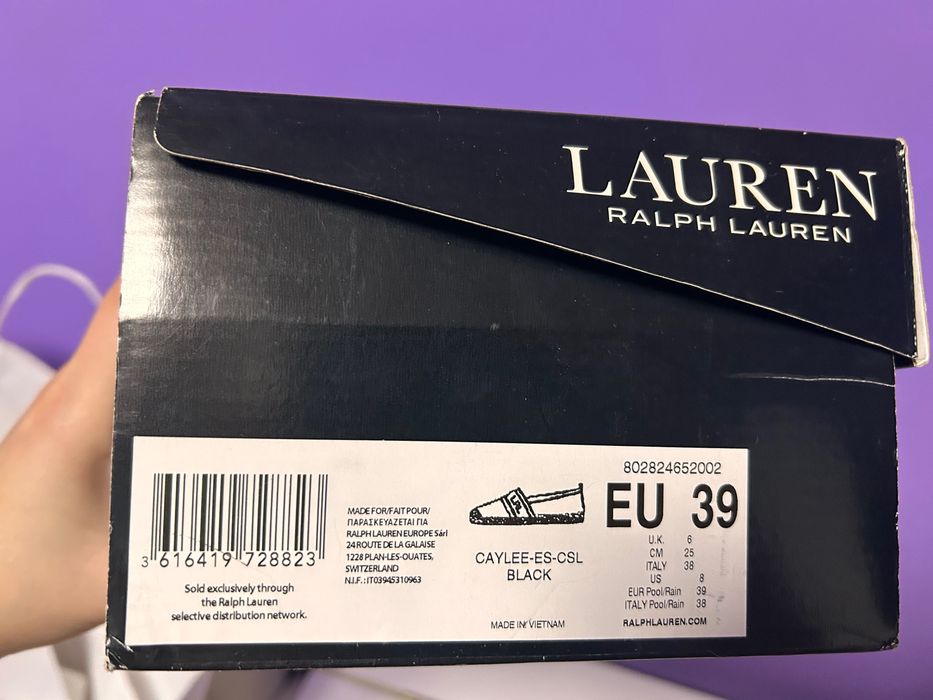 LAUREN
RALPH LAUREN
3 616419 728823
Sold exclusively through
the Ralph Lauren
selective distribution network.
MADE FOR/FAIT POUR/
ΠΑΡΑΣΚΕΥΑΖΕΤΑΙ ΓΙΑ
RALPH LAUREN EUROPE Sàrl
24 ROUTE DE LA GALAISE
1228 PLAN-LES-OUATES,
SWITZERLAND
N.I.F.: IT03945310963
CAYLEE-ES-CSL
BLACK
MADE IN VIETNAM
802824652002
EU 39
U.K. 6
CM 25
ITALY 38
US 8
EUR Pool/Rain 39
ITALY Pool/Rain 38
RALPHLAUREN.COM